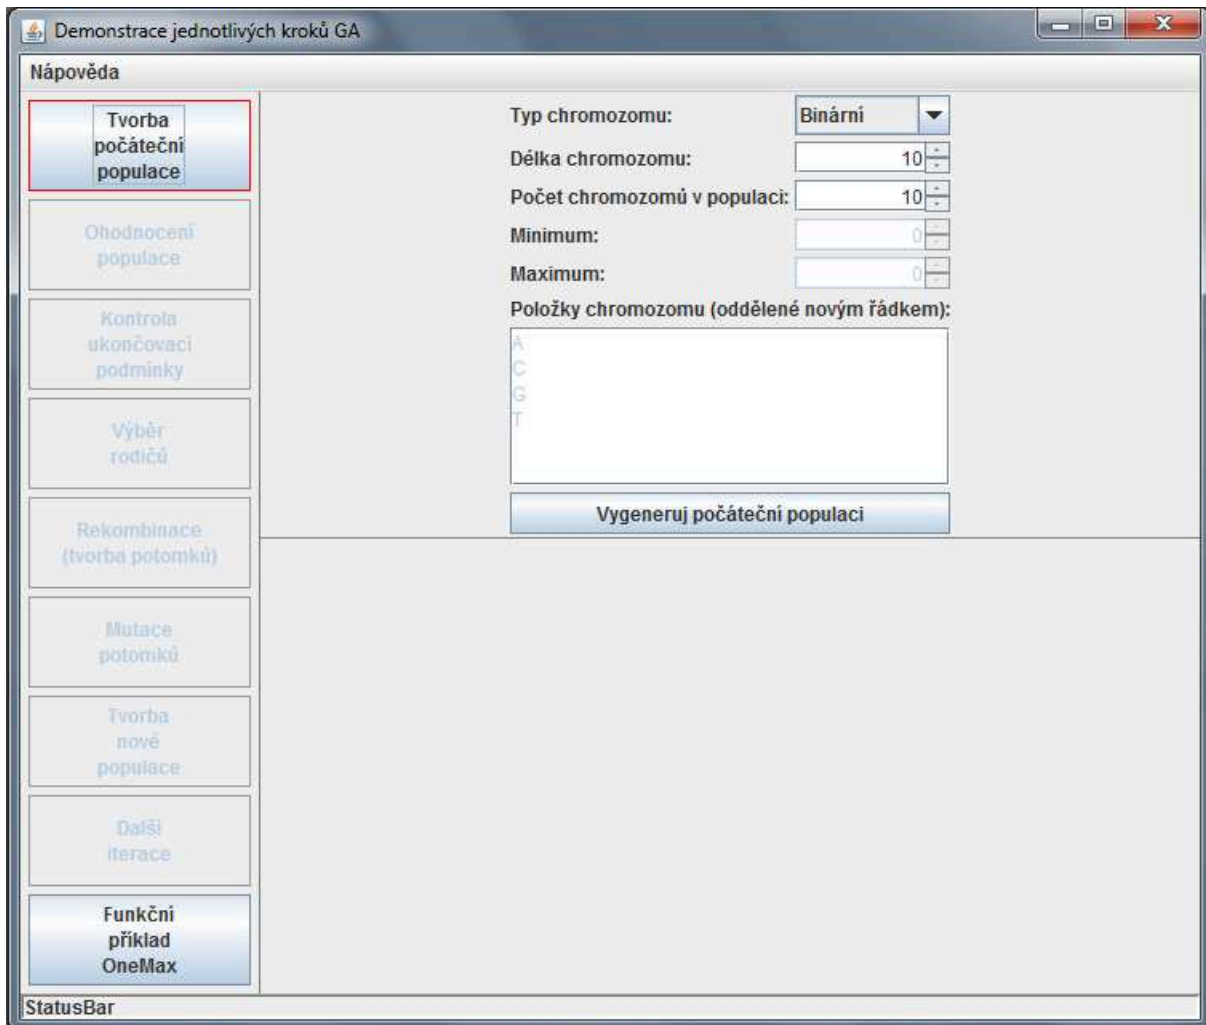 Demonstrace jednotlivých kroků GA
Nápověda
Tvorba
počáteční
populace
Ohodnocení
populace
Kontrola
ukončovací
podmínky
Výběr
rodičů
Rekombinace
(tvorba potomků)
Mutace
potomků
Tvorba
nové
populace
Další
iterace
Funkční
příklad
OneMax
Typ chromozomu: Binární
Délka chromozomu: 10
Počet chromozomů v populaci: 10
Minimum: 0
Maximum: 0
Položky chromozomu (oddělené novým řádkem):
A
C
G
T
Vygeneruj počáteční populaci
StatusBar